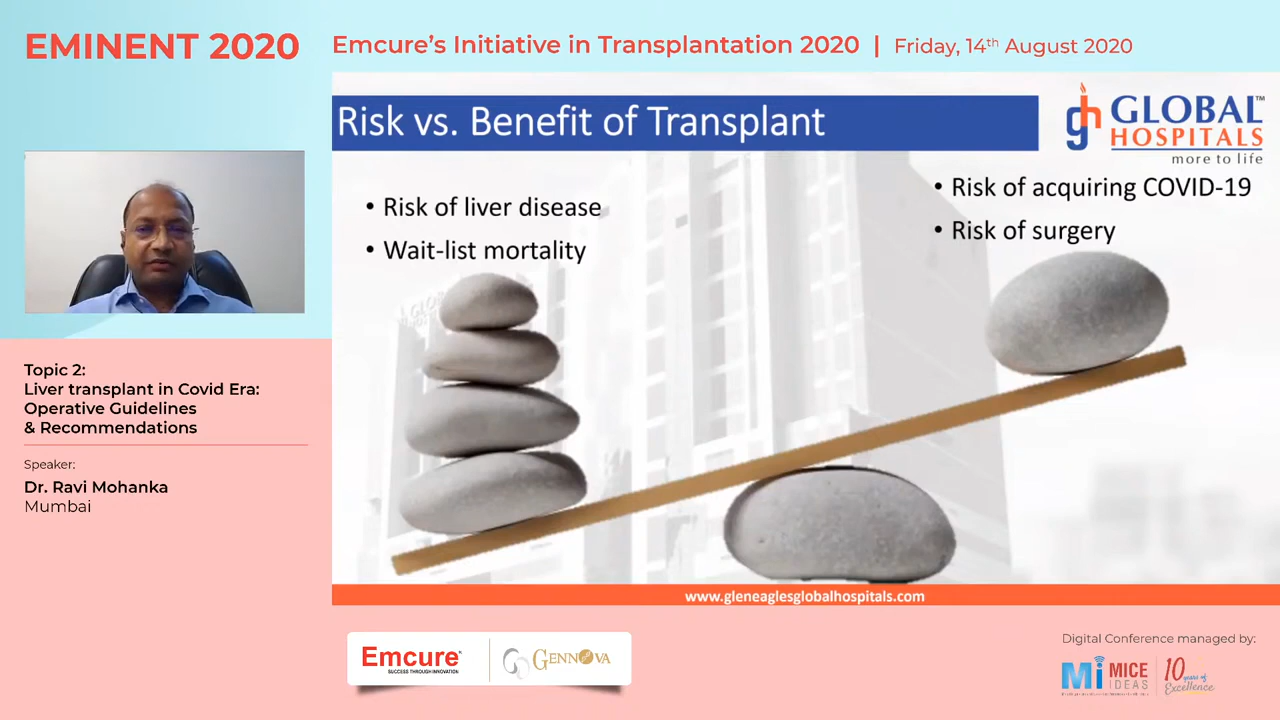 EMINENT 2020
Emcure's Initiative in Transplantation 2020 | Friday, 14th August 2020
Risk vs. Benefit of Transplant
gh GLOBAL™
HOSPITALS
more to life
• Risk of liver disease
• Wait-list mortality
• Risk of acquiring COVID-19
• Risk of surgery
Topic 2:
Liver transplant in Covid Era:
Operative Guidelines
& Recommendations
Speaker:
Dr. Ravi Mohanka
Mumbai
www.gleneaglesglobalhospitals.com
Emcure®
SUCCESS THROUGH INNOVATION
GENNOVA
Digital Conference managed by:
Mi MICE
IDEAS
10 years of
Excellence